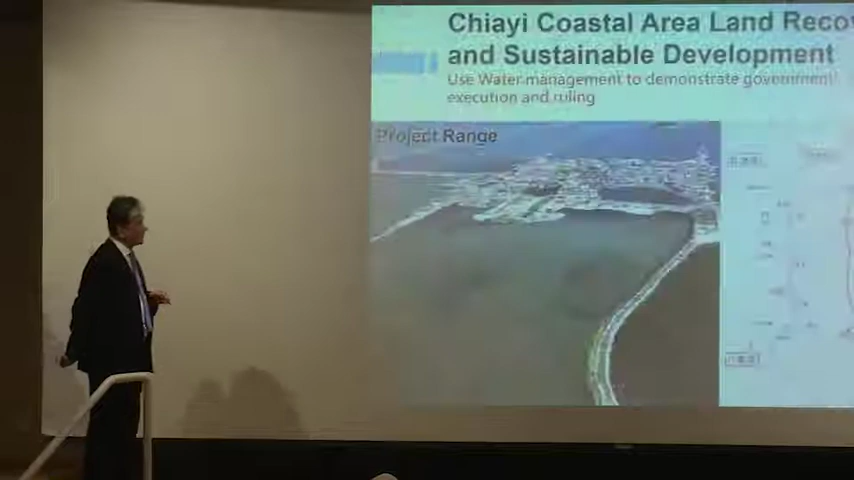 Chiayi Coastal Area Land Reco
and Sustainable Development
Use Water management to demonstrate government
execution and ruling
Project Range